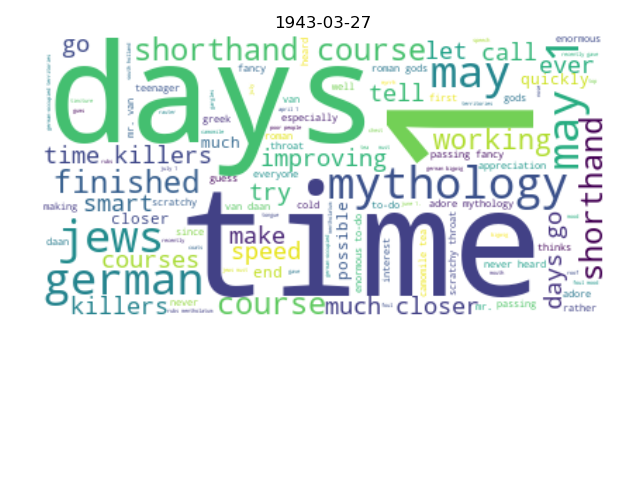 1943-03-27
go
shorthand course
let call
enormous
days
fancy
heard
roman gods
may
ever
teenager
tell
quickly
mr. van
van
well
first
gods
greek
especially
roman
poor people
1
working
may 1
time killers
much
throat
improving
passing fancy
appreciation
finished
guess
everyone
try
mythology
shorthand
making
smart
scratchy
van daan
cold
possible
to-do
adore mythology
closer
jews
since
make
time
daan
recently
interest
camomile tea
scratchy throat
thinks
days go
courses
speed
enormous to-do
never heard
german
end
adore
killers
never
course
much closer
mr.
passing
rather